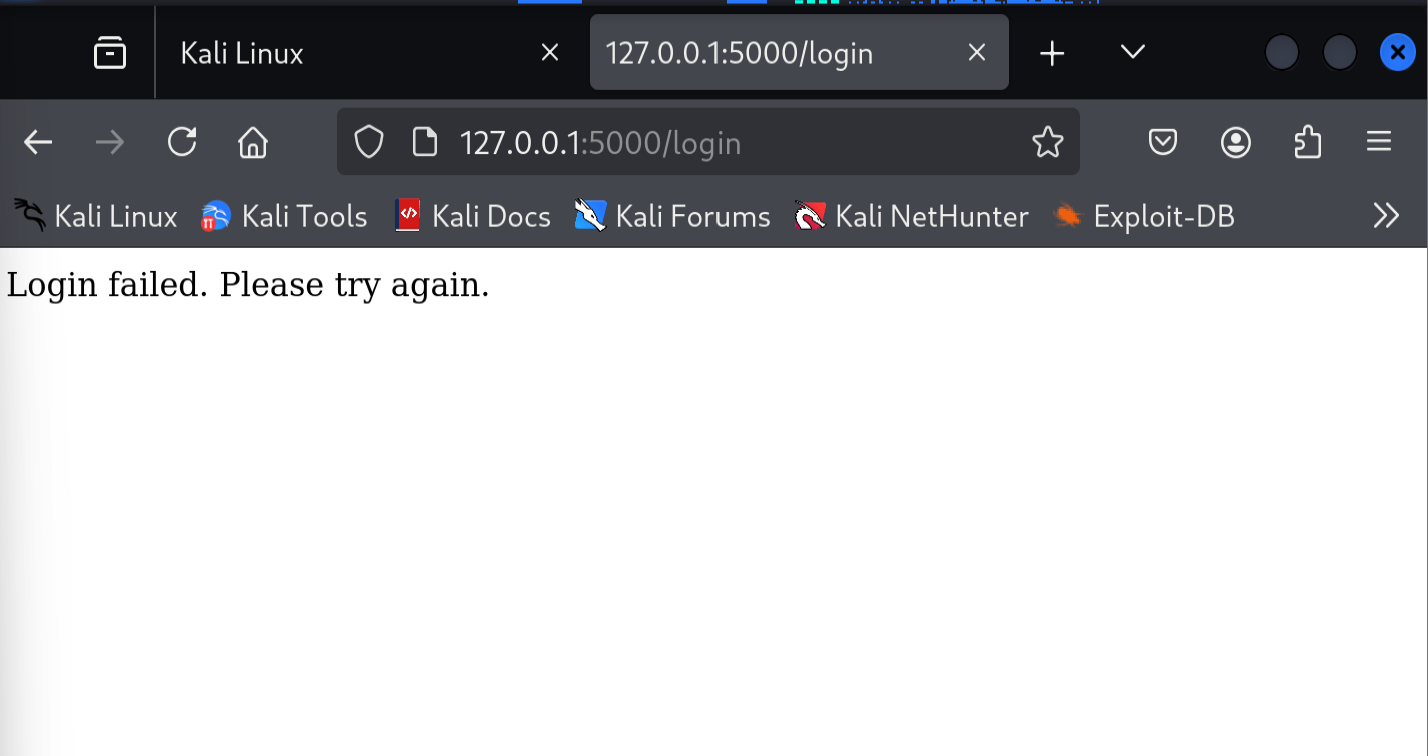 Kali Linux
127.0.0.1:5000/login
127.0.0.1:5000/login
Kali Linux Kali Tools Kali Docs Kali Forums Kali NetHunter Exploit-DB
Login failed. Please try again.